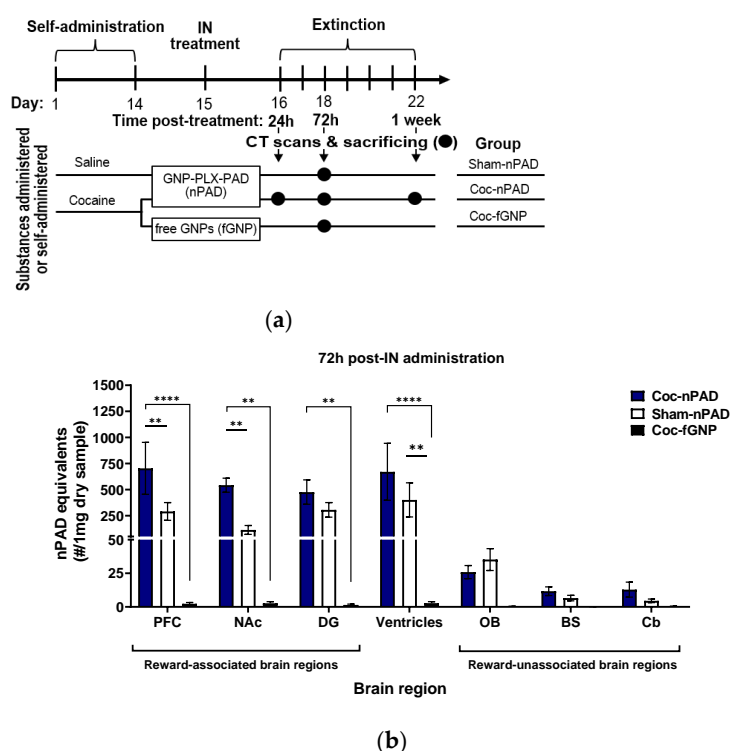 Self-administration IN treatment Extinction
Day: 1 14 15 16 18 22
Time post-treatment: 24h 72h 1 week
CT scans & sacrificing (●) Group
Substances administered or self-administered
Saline GNP-PLX-PAD (nPAD) Sham-nPAD
Cocaine Coc-nPAD
free GNPs (fGNP) Coc-fGNP
(a)
72h post-IN administration
nPAD equivalents
(#/1mg dry sample)
1500
1250
1000
750
500
250
50
25
0
**** ** ** ** ** **** **
Coc-nPAD
Sham-nPAD
Coc-fGNP
PFC NAc DG Ventricles OB BS Cb
Reward-associated brain regions Reward-unassociated brain regions
Brain region
(b)